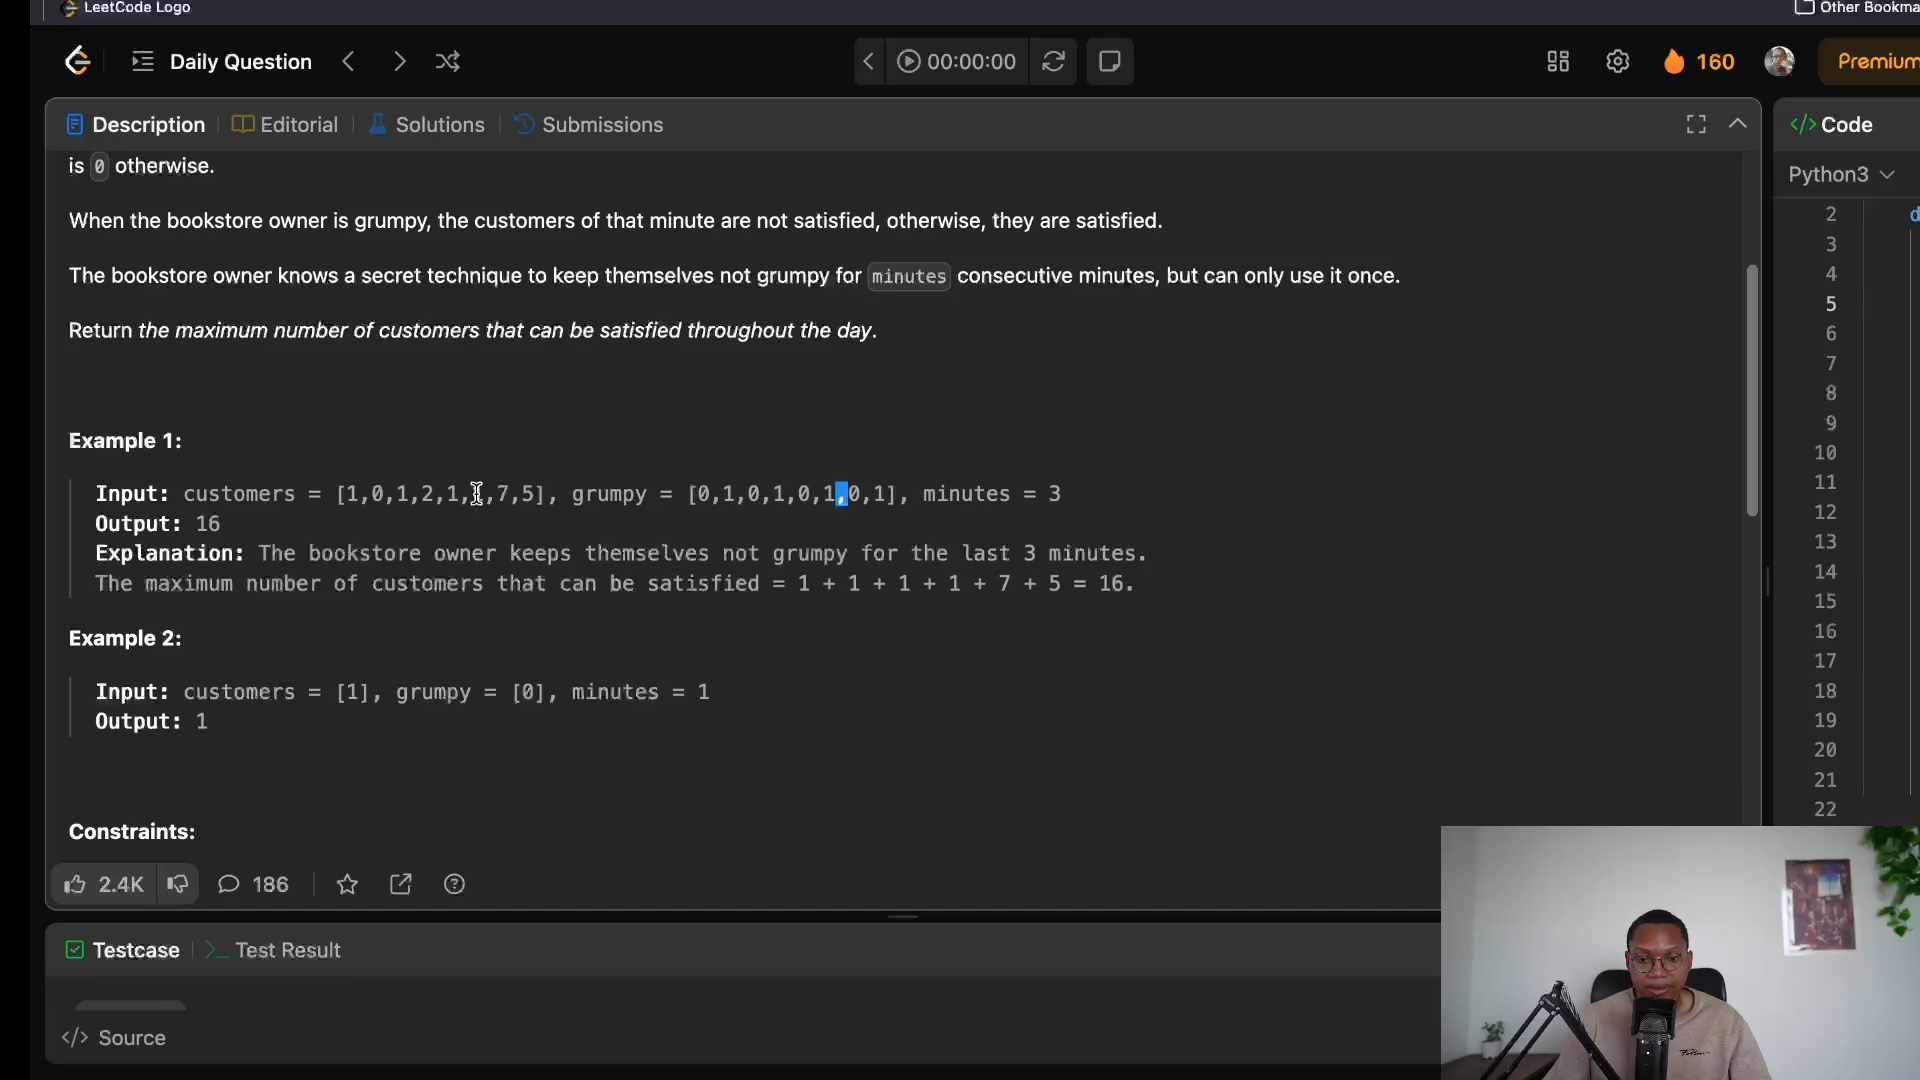 LeetCode Logo
Other Bookma
Daily Question
00:00:00
160
Premium
Description
Editorial
Solutions
Submissions
Code
is 0 otherwise.
Python3
When the bookstore owner is grumpy, the customers of that minute are not satisfied, otherwise, they are satisfied.
The bookstore owner knows a secret technique to keep themselves not grumpy for minutes consecutive minutes, but can only use it once.
Return the maximum number of customers that can be satisfied throughout the day.
Example 1:
Input: customers = [1,0,1,2,1,1,7,5], grumpy = [0,1,0,1,0,1,0,1], minutes = 3
Output: 16
Explanation: The bookstore owner keeps themselves not grumpy for the last 3 minutes.
The maximum number of customers that can be satisfied = 1 + 1 + 1 + 1 + 7 + 5 = 16.
Example 2:
Input: customers = [1], grumpy = [0], minutes = 1
Output: 1
Constraints:
2.4K
186
Testcase
Test Result
Source
2
3
4
5
6
7
8
9
10
11
12
13
14
15
16
17
18
19
20
21
22